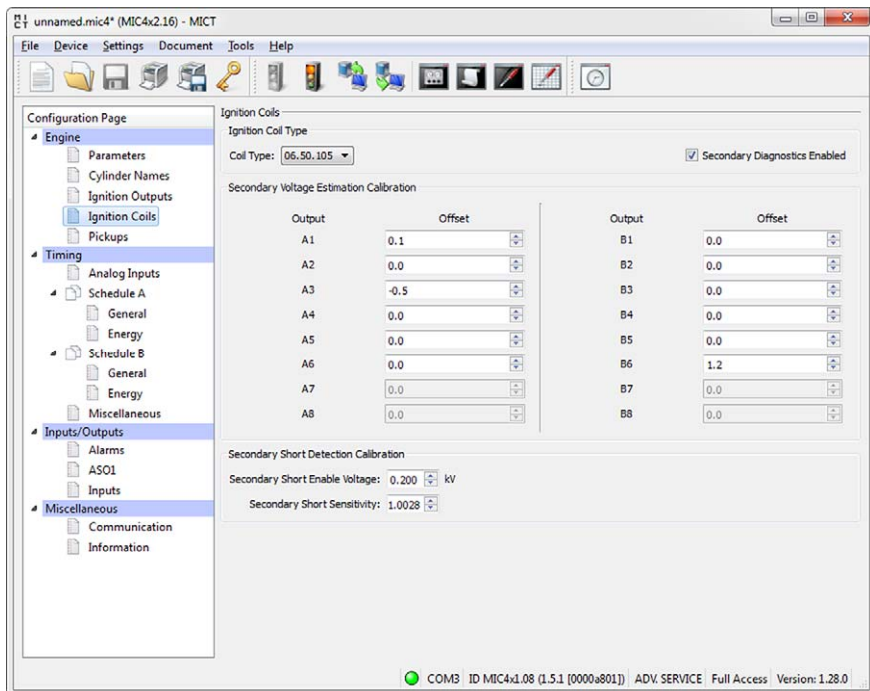 unnamed.mic4* (MIC4x2.16) - MICT
File Device Settings Document Tools Help
Configuration Page
Engine
Parameters
Cylinder Names
Ignition Outputs
Ignition Coils
Pickups
Timing
Analog Inputs
Schedule A
General
Energy
Schedule B
General
Energy
Miscellaneous
Inputs/Outputs
Alarms
ASO1
Inputs
Miscellaneous
Communication
Information
Ignition Coils
Ignition Coil Type
Coil Type: 06.50.105 Secondary Diagnostics Enabled
Secondary Voltage Estimation Calibration
Output Offset Output Offset
A1 0.1 B1 0.0
A2 0.0 B2 0.0
A3 -0.5 B3 0.0
A4 0.0 B4 0.0
A5 0.0 B5 0.0
A6 0.0 B6 1.2
A7 0.0 B7 0.0
A8 0.0 B8 0.0
Secondary Short Detection Calibration
Secondary Short Enable Voltage: 0.200 kV
Secondary Short Sensitivity: 1.0028
COM3 ID MIC4x1.08 (1.5.1 [0000a801]) ADV. SERVICE Full Access Version: 1.28.0